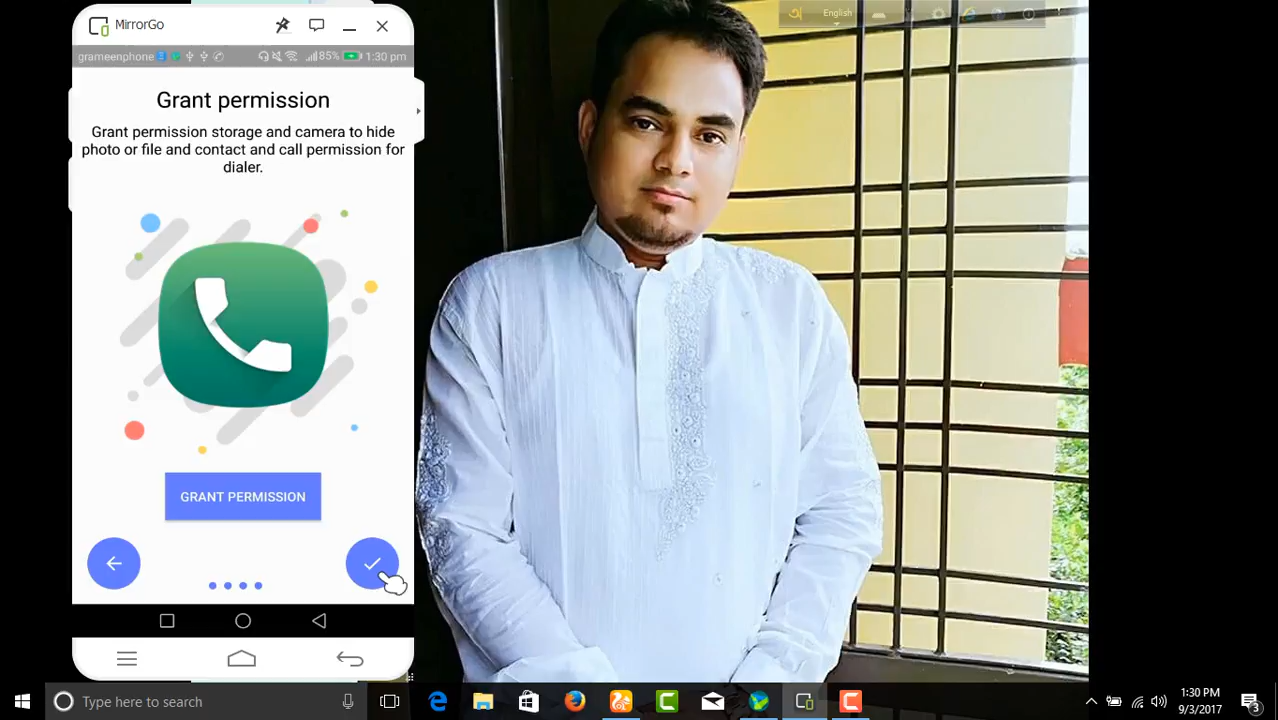 MirrorGo
grameenphone
85%
1:30 pm
Grant permission
Grant permission storage and camera to hide
photo or file and contact and call permission for
dialer.
GRANT PERMISSION
অ English
Type here to search
1:30 PM
9/3/2017
3